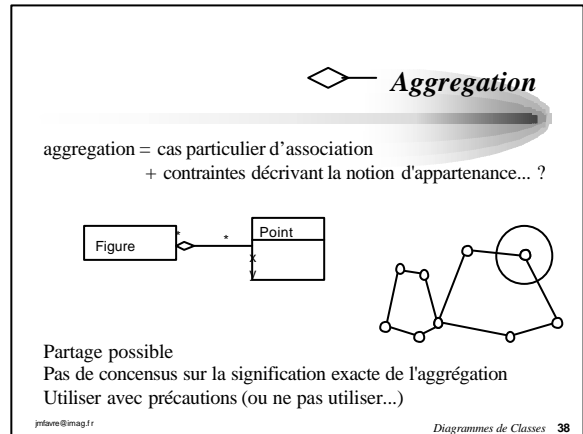 Aggregation
aggregation = cas particulier d'association
+ contraintes décrivant la notion d'appartenance... ?
Figure
*
*
Point
x
y
Partage possible
Pas de concensus sur la signification exacte de l'aggrégation
Utiliser avec précautions (ou ne pas utiliser...)
jmfavre@imag.fr
Diagrammes de Classes 38